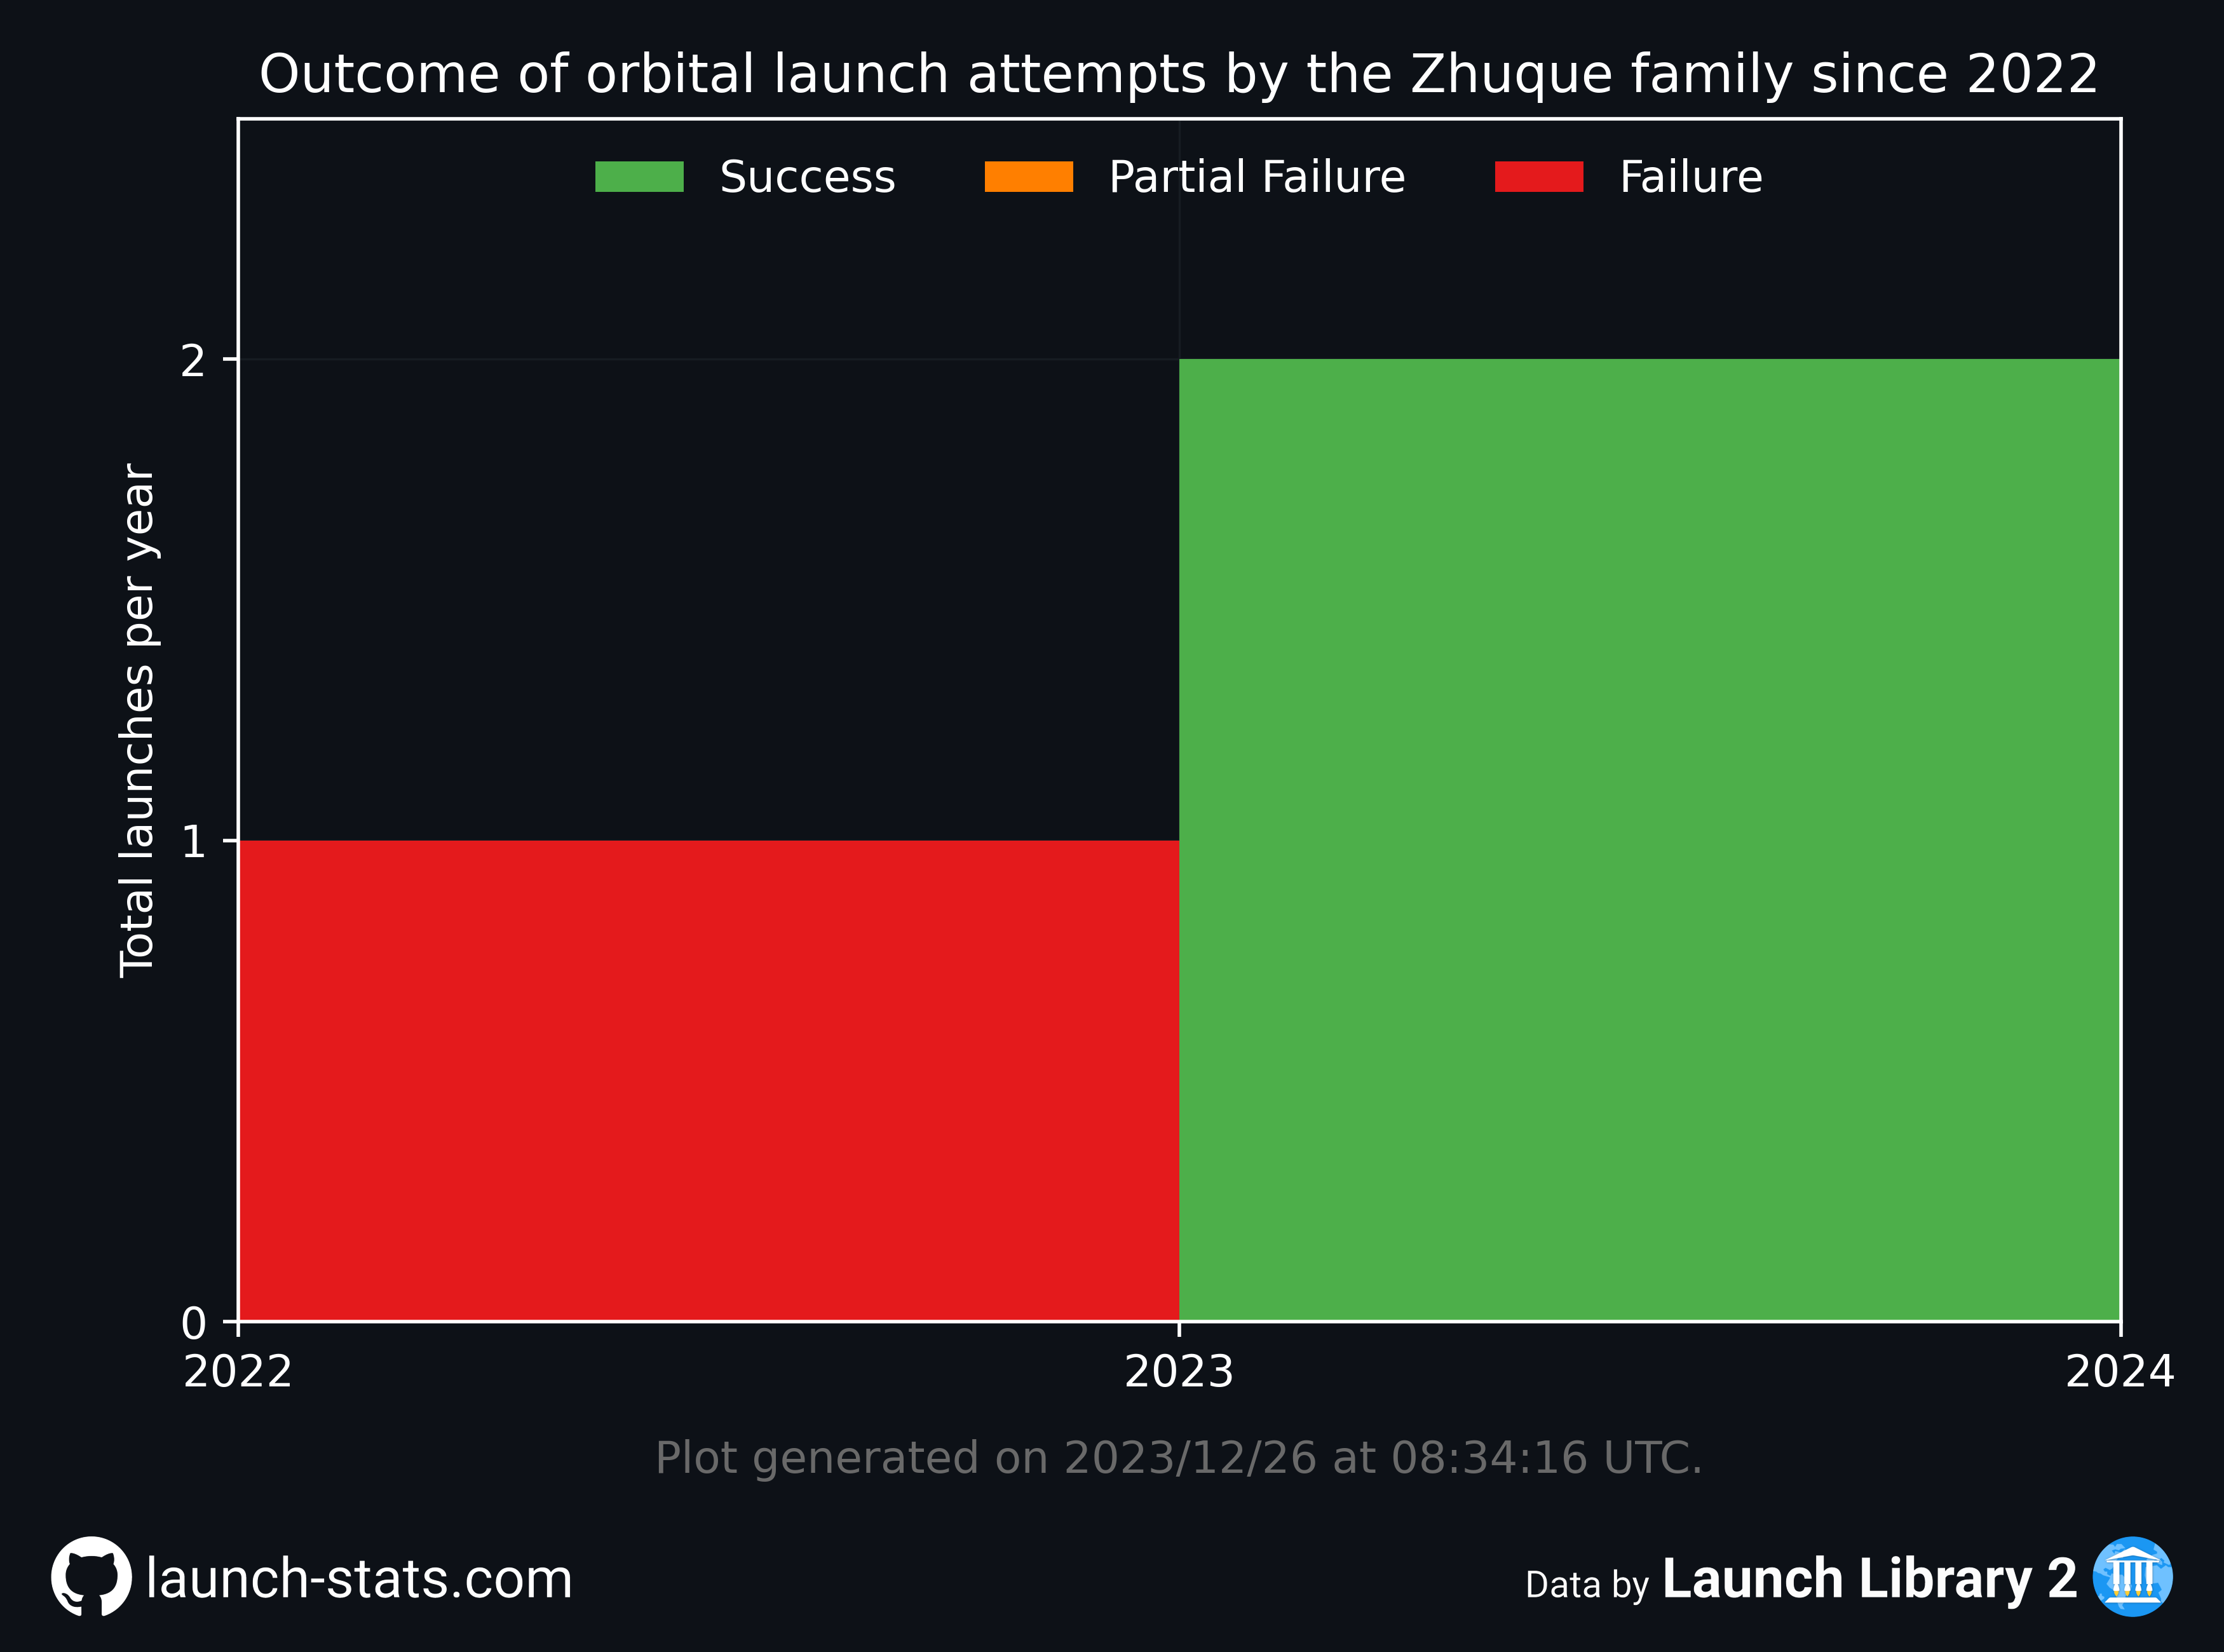 Outcome of orbital launch attempts by the Zhuque family since 2022
Success Partial Failure Failure
Total launches per year
2
1
0
2022 2023 2024
Plot generated on 2023/12/26 at 08:34:16 UTC.
launch-stats.com
Data by Launch Library 2